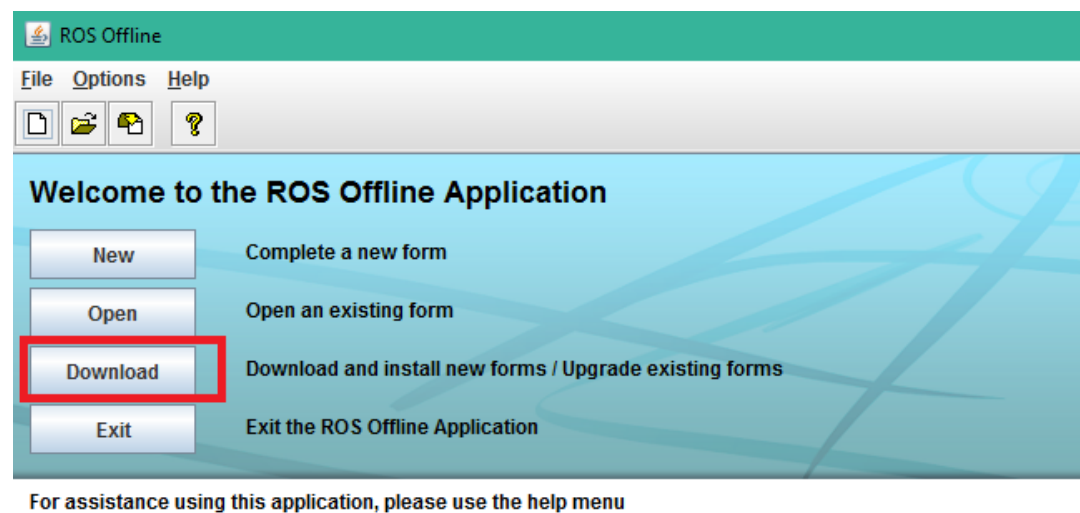 ROS Offline
File Options Help
Welcome to the ROS Offline Application
New Complete a new form
Open Open an existing form
Download Download and install new forms / Upgrade existing forms
Exit Exit the ROS Offline Application
For assistance using this application, please use the help menu